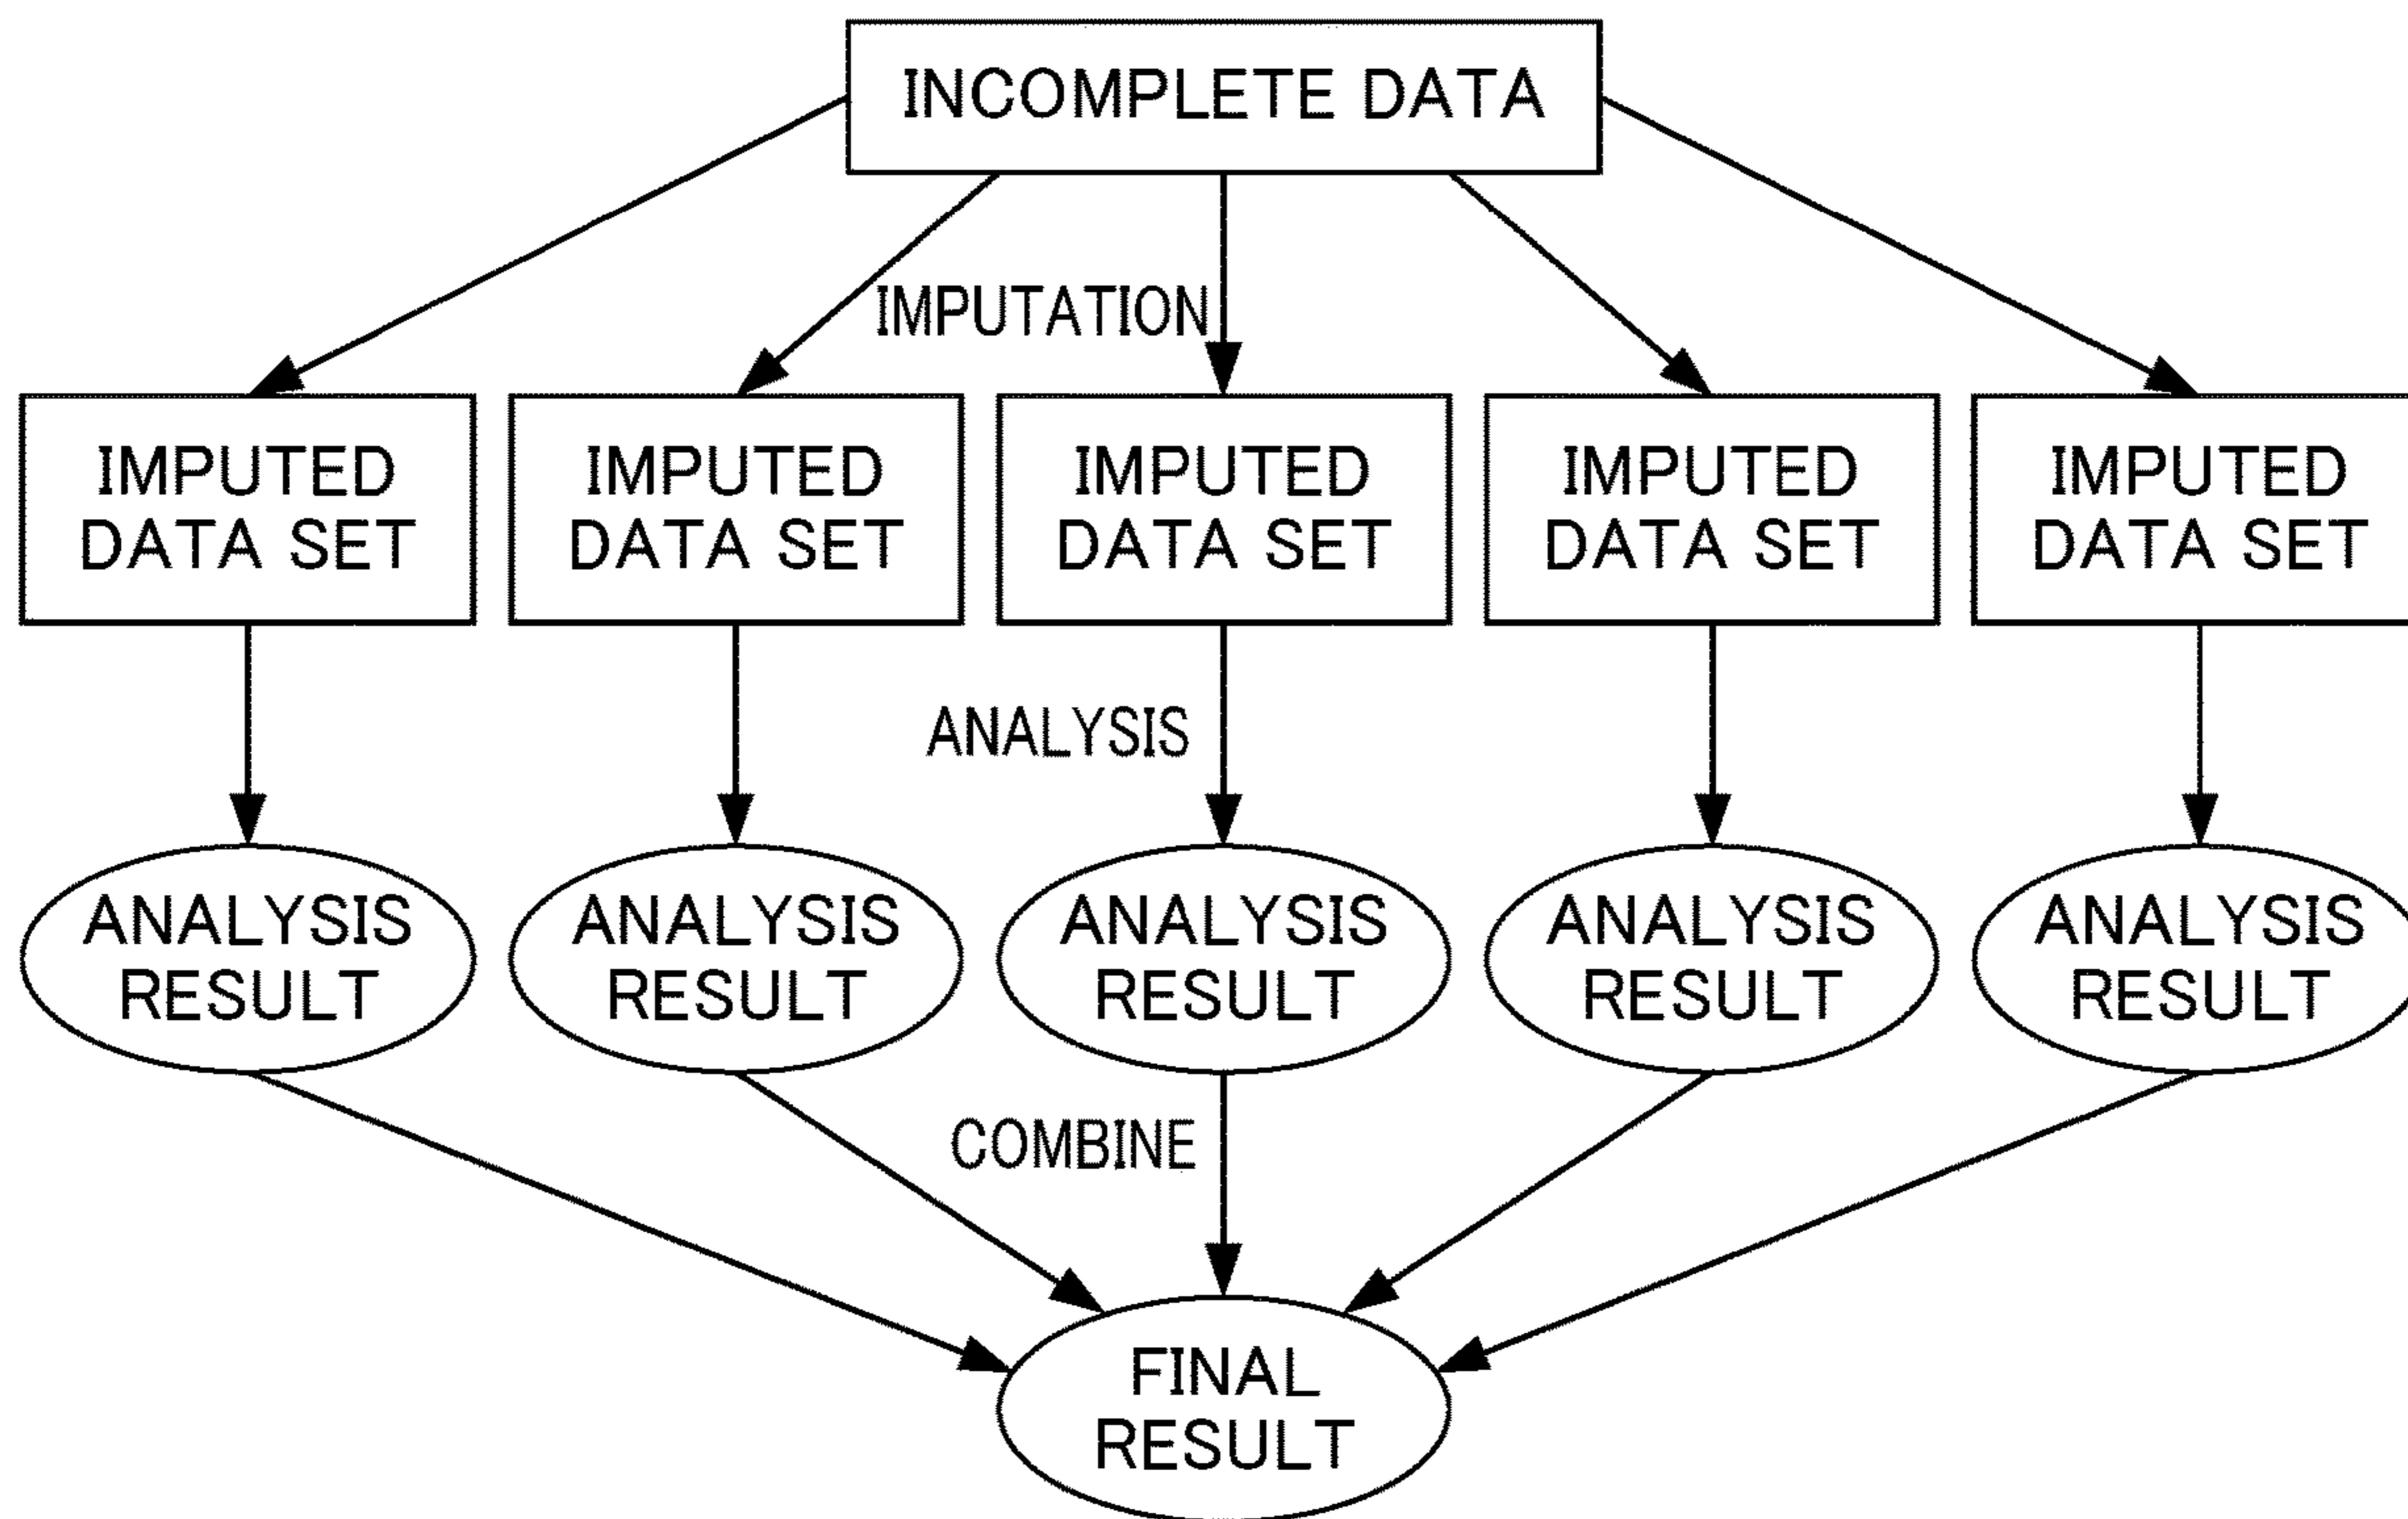 INCOMPLETE DATA
IMPUTATION
IMPUTED
DATA SET
IMPUTED
DATA SET
IMPUTED
DATA SET
IMPUTED
DATA SET
IMPUTED
DATA SET
ANALYSIS
ANALYSIS
RESULT
ANALYSIS
RESULT
ANALYSIS
RESULT
ANALYSIS
RESULT
ANALYSIS
RESULT
COMBINE
FINAL
RESULT